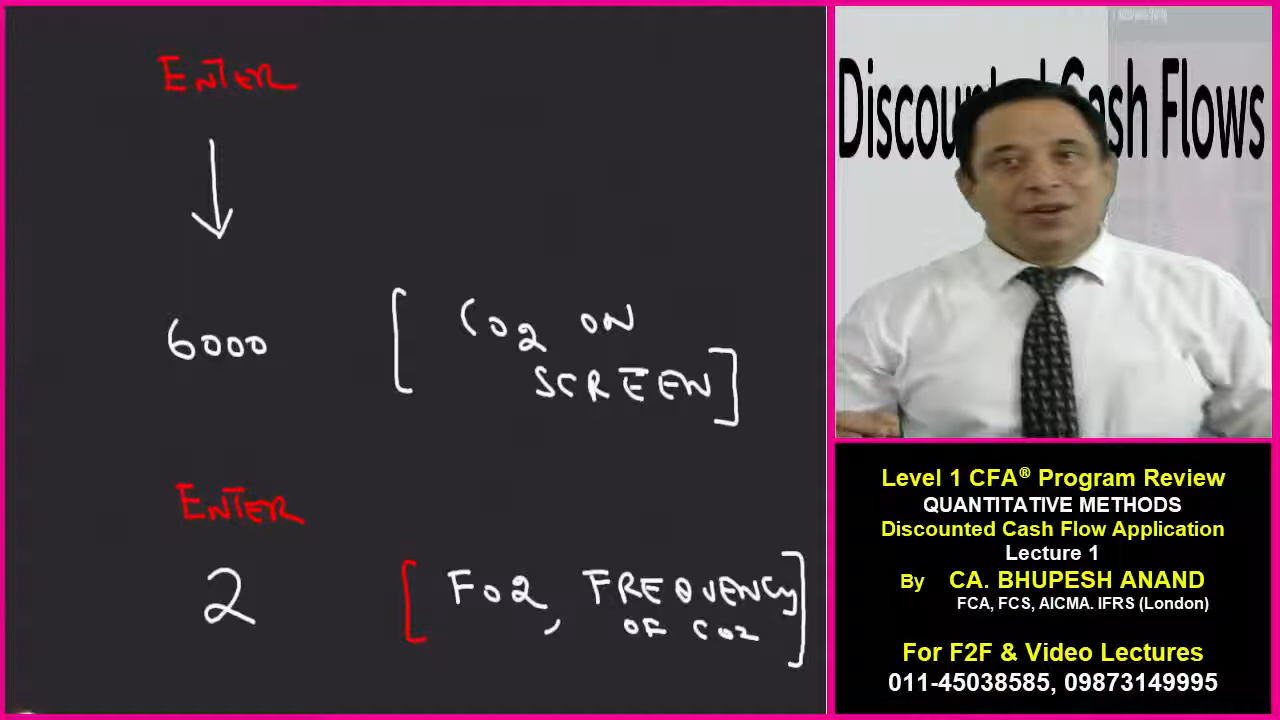 ENTER
6000
CO2 ON
SCREEN
ENTER
2
F02, FREQUENCY
OF CO2
Discounted Cash Flows
Level 1 CFA® Program Review
QUANTITATIVE METHODS
Discounted Cash Flow Application
Lecture 1
By CA. BHUPESH ANAND
FCA, FCS, AICMA. IFRS (London)
For F2F & Video Lectures
011-45038585, 09873149995